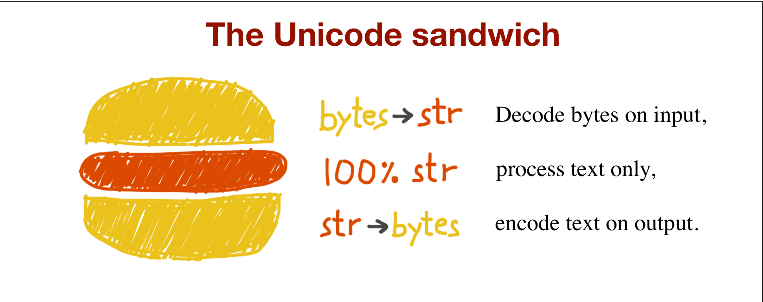 The Unicode sandwich
bytes → str Decode bytes on input,
100% str process text only,
str → bytes encode text on output.